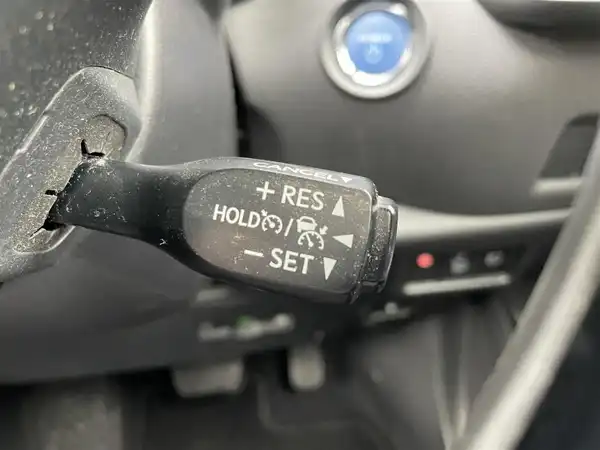 CANCEL
+ RES
HOLD /
− SET